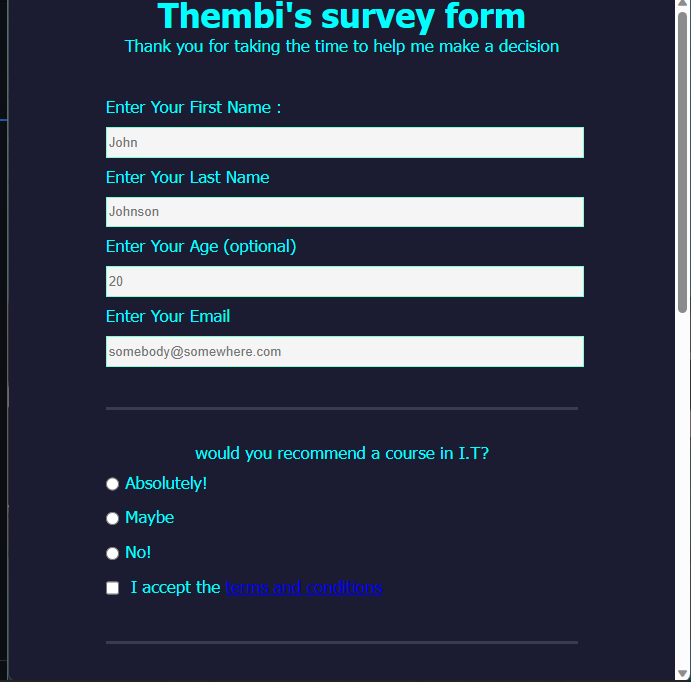 Thembi's survey form
Thank you for taking the time to help me make a decision
Enter Your First Name :
John
Enter Your Last Name
Johnson
Enter Your Age (optional)
20
Enter Your Email
somebody@somewhere.com
would you recommend a course in I.T?
Absolutely!
Maybe
No!
I accept the terms and conditions